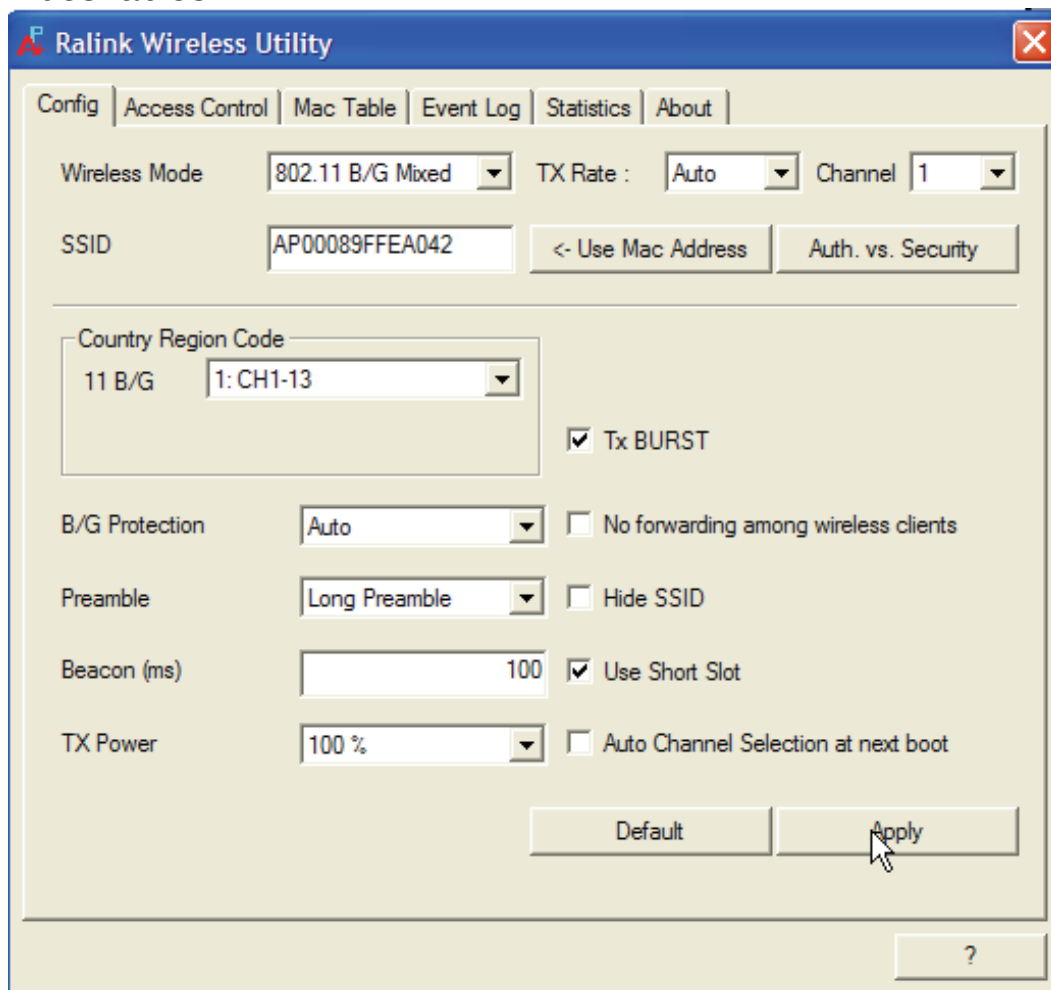 Ralink Wireless Utility
Config Access Control Mac Table Event Log Statistics About
Wireless Mode 802.11 B/G Mixed TX Rate : Auto Channel 1
SSID AP00089FFEA042 <- Use Mac Address Auth. vs. Security
Country Region Code
11 B/G 1: CH1-13
Tx BURST
B/G Protection Auto No forwarding among wireless clients
Preamble Long Preamble Hide SSID
Beacon (ms) 100 Use Short Slot
TX Power 100 % Auto Channel Selection at next boot
Default Apply
?